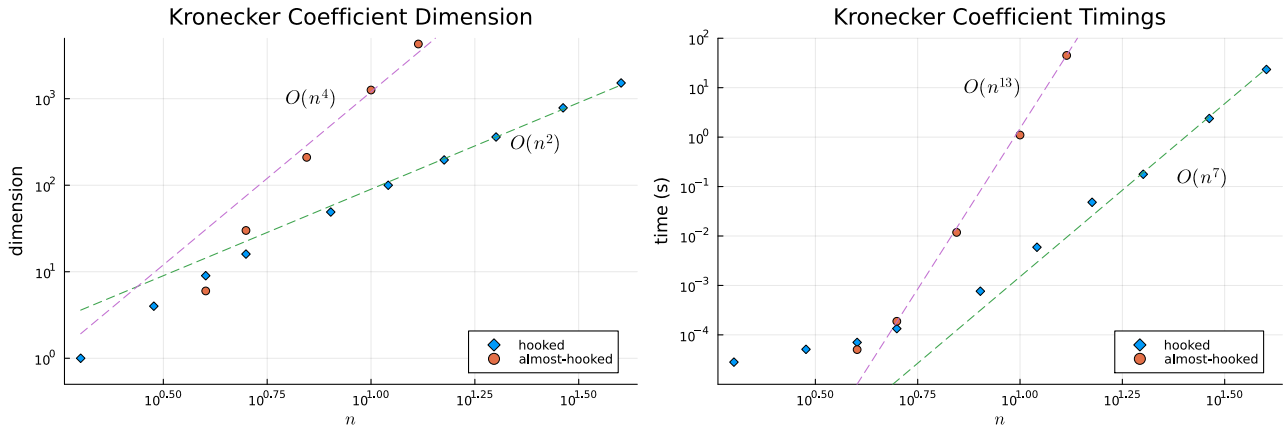 Kronecker Coefficient Dimension
dimension
10^3
10^2
10^1
10^0
O(n^4)
O(n^2)
hooked
almost-hooked
10^0.50
10^0.75
10^1.00
10^1.25
10^1.50
n
Kronecker Coefficient Timings
time (s)
10^2
10^1
10^0
10^-1
10^-2
10^-3
10^-4
O(n^13)
O(n^7)
hooked
almost-hooked
10^0.50
10^0.75
10^1.00
10^1.25
10^1.50
n